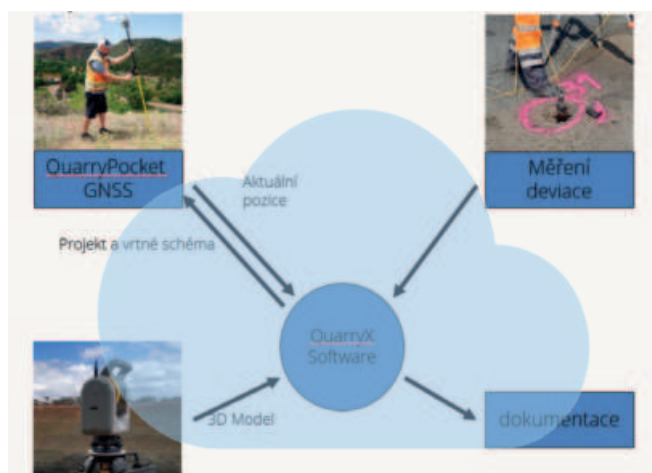 QuarryPocket
GNSS
Měření
deviace
Aktuální
pozice
Projekt a vrtné schéma
QuarryX
Software
3D Model
dokumentace